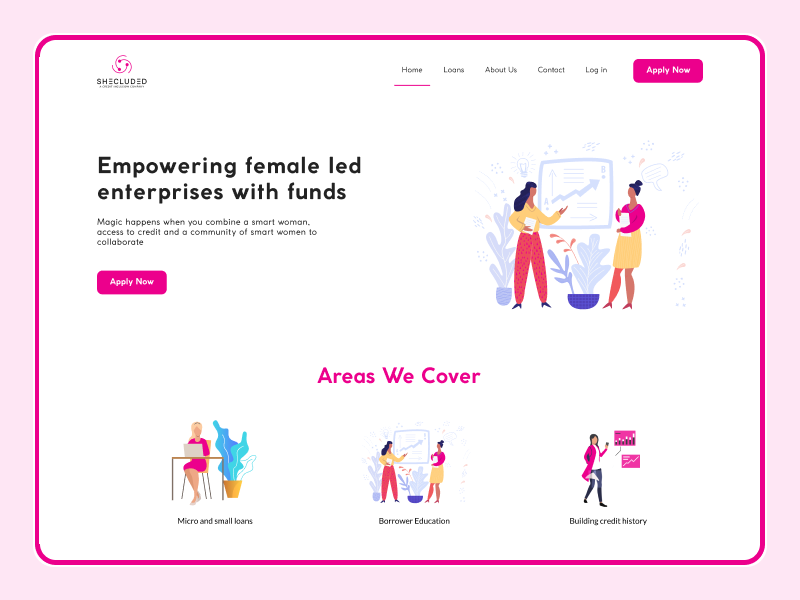 SHECLUDED
A CREDIT INCLUSION COMPANY
Home
Loans
About Us
Contact
Log in
Apply Now
Empowering female led
enterprises with funds
Magic happens when you combine a smart woman,
access to credit and a community of smart women to
collaborate
Apply Now
B
A
Areas We Cover
Micro and small loans
Borrower Education
Building credit history